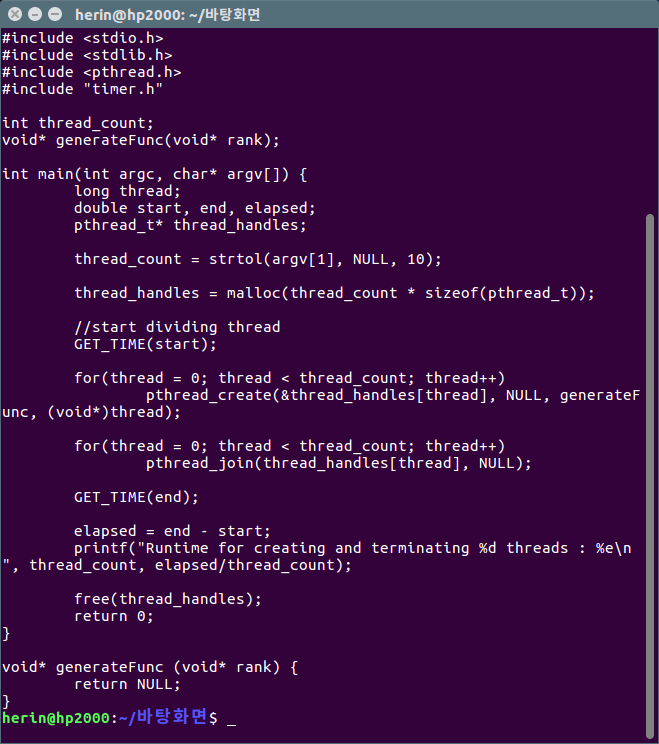 herin@hp2000: ~/바탕화면
#include <stdio.h>
#include <stdlib.h>
#include <pthread.h>
#include "timer.h"
int thread_count;
void* generateFunc(void* rank);
int main(int argc, char* argv[]) {
long thread;
double start, end, elapsed;
pthread_t* thread_handles;
thread_count = strtol(argv[1], NULL, 10);
thread_handles = malloc(thread_count * sizeof(pthread_t));
//start dividing thread
GET_TIME(start);
for(thread = 0; thread < thread_count; thread++)
pthread_create(&thread_handles[thread], NULL, generateF
unc, (void*)thread);
for(thread = 0; thread < thread_count; thread++)
pthread_join(thread_handles[thread], NULL);
GET_TIME(end);
elapsed = end - start;
printf("Runtime for creating and terminating %d threads : %e\n
", thread_count, elapsed/thread_count);
free(thread_handles);
return 0;
}
void* generateFunc (void* rank) {
return NULL;
}
herin@hp2000:~/바탕화면$ _